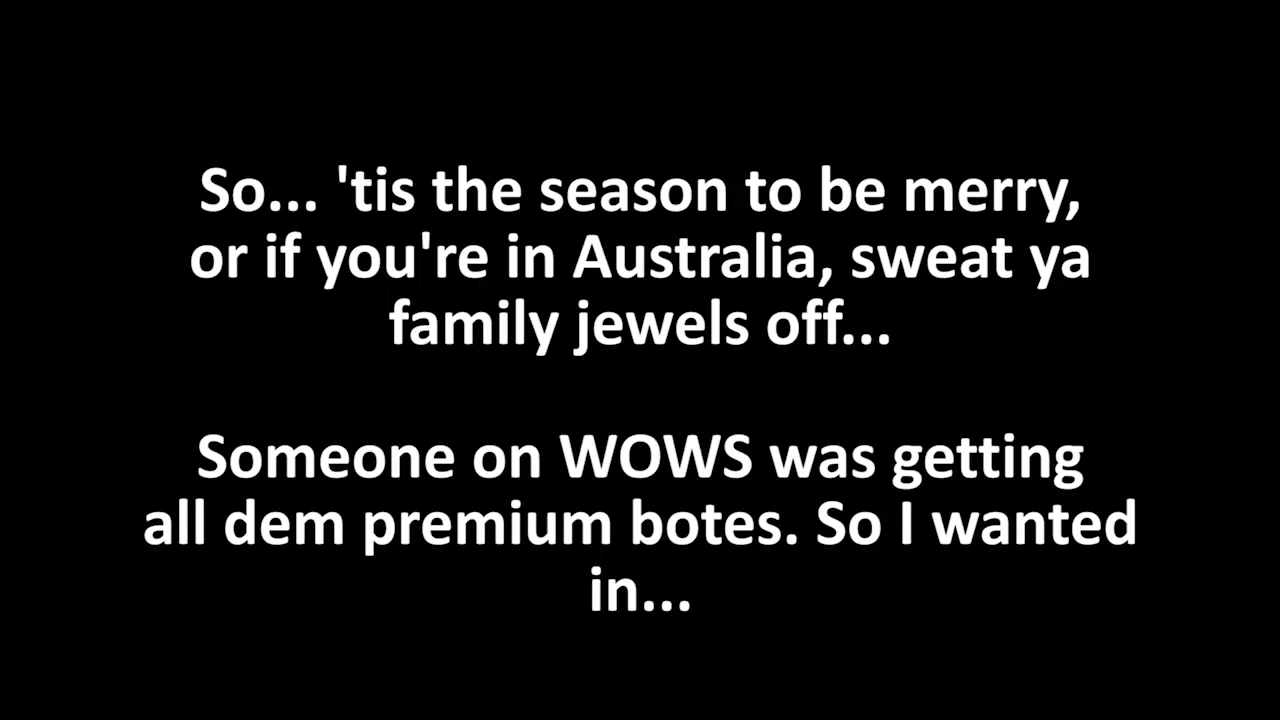 So... 'tis the season to be merry,
or if you're in Australia, sweat ya
family jewels off...
Someone on WOWS was getting
all dem premium botes. So I wanted
in...